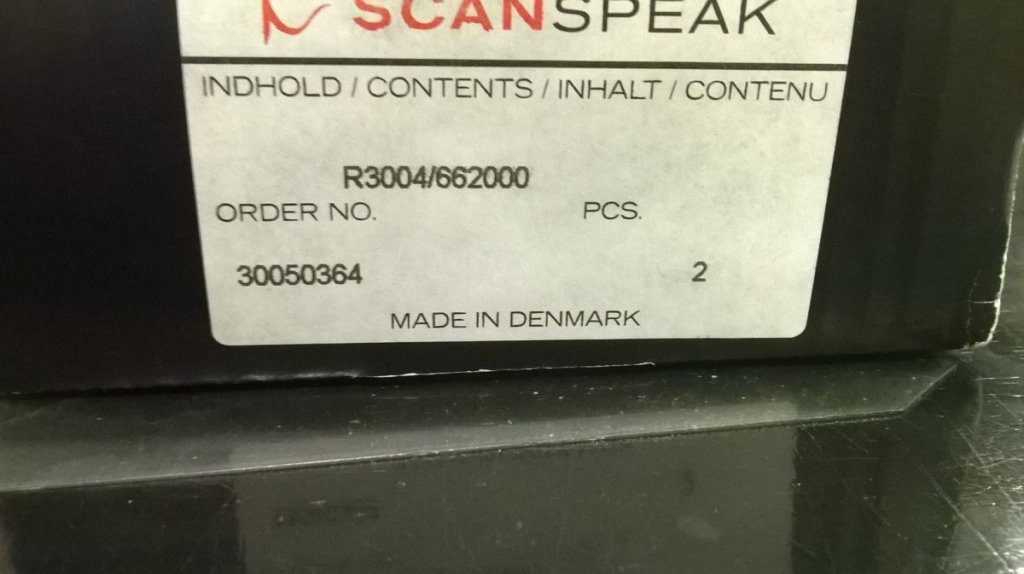 SCANSPEAK
INDHOLD / CONTENTS / INHALT / CONTENU
R3004/662000
ORDER NO. PCS.
30050364 2
MADE IN DENMARK